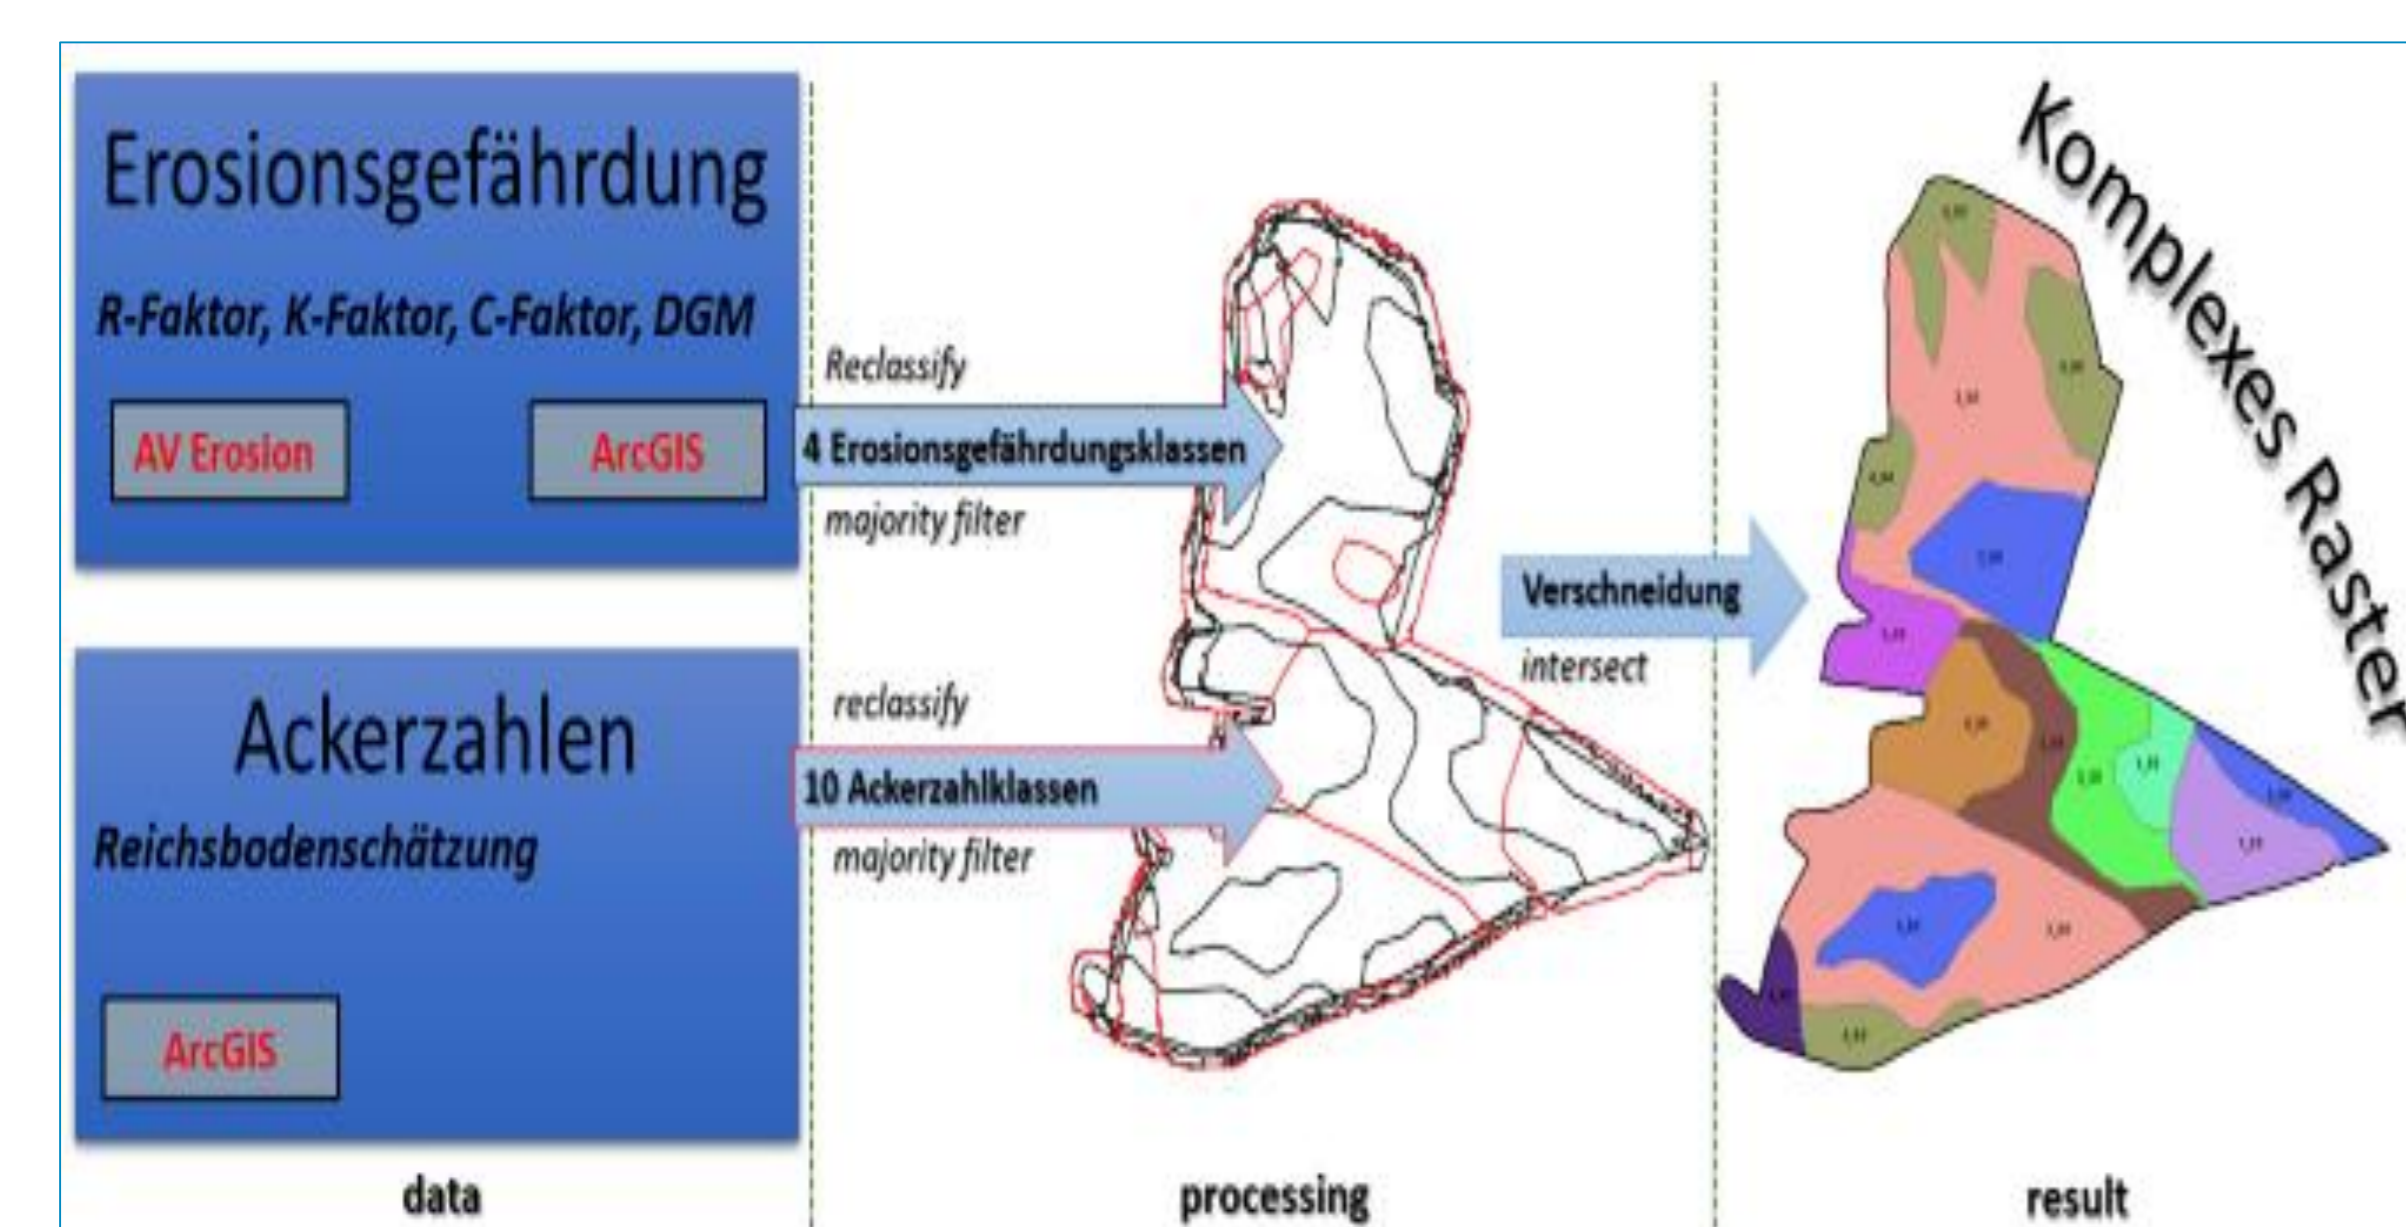 Erosionsgefährdung
R-Faktor, K-Faktor, C-Faktor, DGM
AV Erosion
ArcGIS
Ackerzahlen
Reichsbodenschätzung
ArcGIS
data
Reclassify
4 Erosionsgefährdungsklassen
majority filter
reclassify
10 Ackerzahlklassen
majority filter
processing
Verschneidung
intersect
Komplexes Raster
result